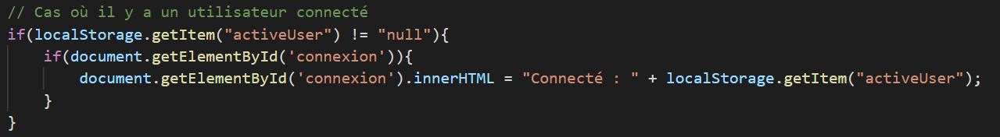 // Cas où il y a un utilisateur connecté
if(localStorage.getItem("activeUser") != "null"){
    if(document.getElementById('connexion')){
        document.getElementById('connexion').innerHTML = "Connecté : " + localStorage.getItem("activeUser");
    }
}